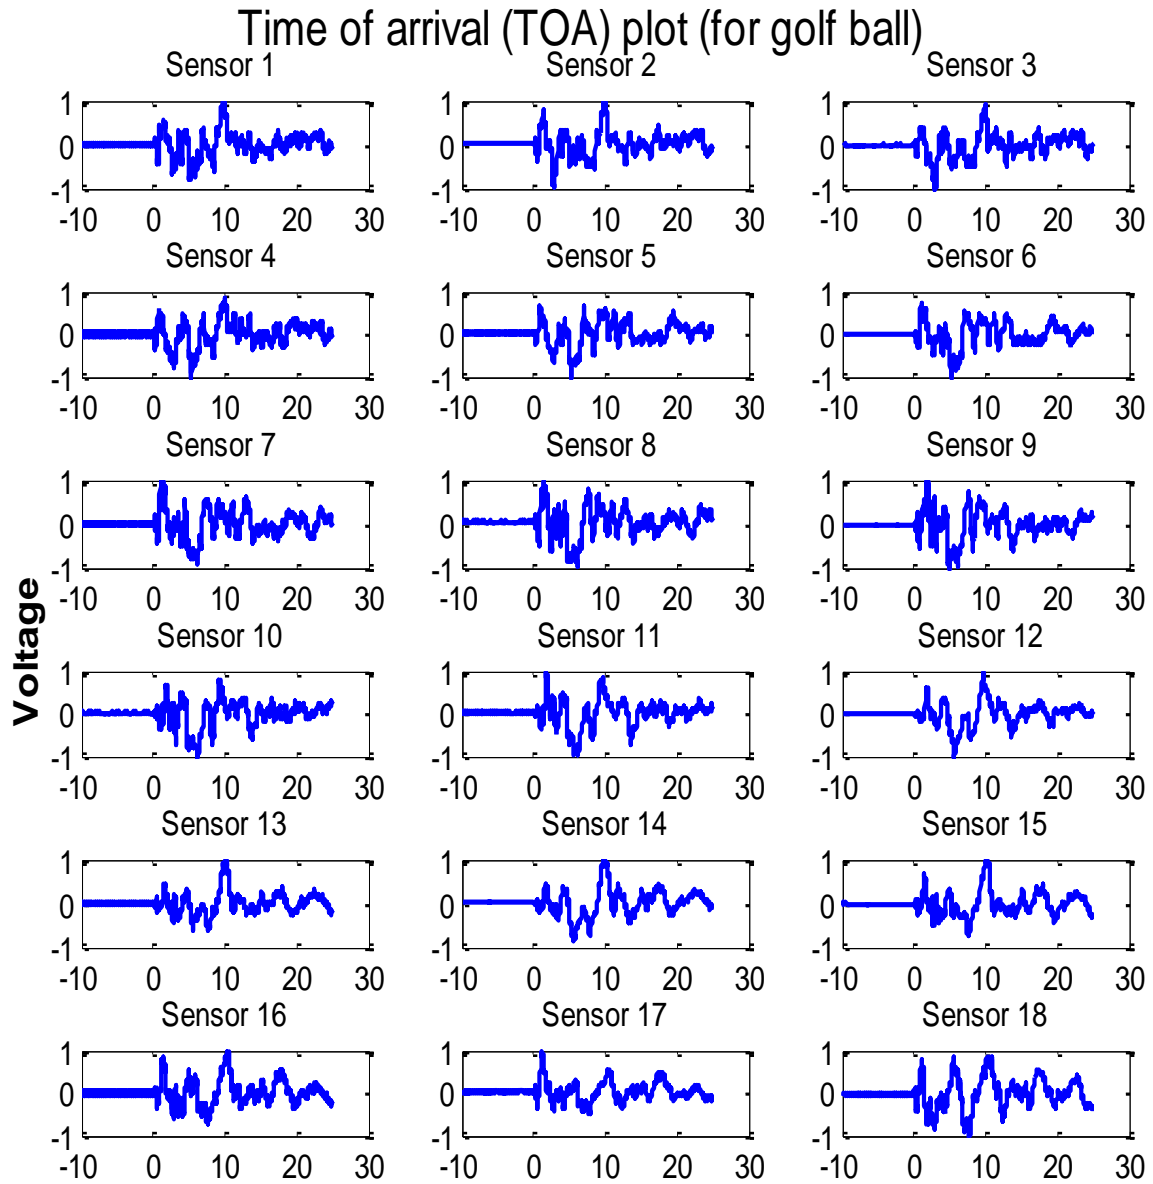 Time of arrival (TOA) plot (for golf ball)
Sensor 1 Sensor 2 Sensor 3
1 1 1
0 0 0
-1 -1 -1
-10 0 10 20 30 -10 0 10 20 30 -10 0 10 20 30
Sensor 4 Sensor 5 Sensor 6
1 1 1
0 0 0
-1 -1 -1
-10 0 10 20 30 -10 0 10 20 30 -10 0 10 20 30
Sensor 7 Sensor 8 Sensor 9
1 1 1
0 0 0
-1 -1 -1
-10 0 10 20 30 -10 0 10 20 30 -10 0 10 20 30
Voltage
Sensor 10 Sensor 11 Sensor 12
1 1 1
0 0 0
-1 -1 -1
-10 0 10 20 30 -10 0 10 20 30 -10 0 10 20 30
Sensor 13 Sensor 14 Sensor 15
1 1 1
0 0 0
-1 -1 -1
-10 0 10 20 30 -10 0 10 20 30 -10 0 10 20 30
Sensor 16 Sensor 17 Sensor 18
1 1 1
0 0 0
-1 -1 -1
-10 0 10 20 30 -10 0 10 20 30 -10 0 10 20 30